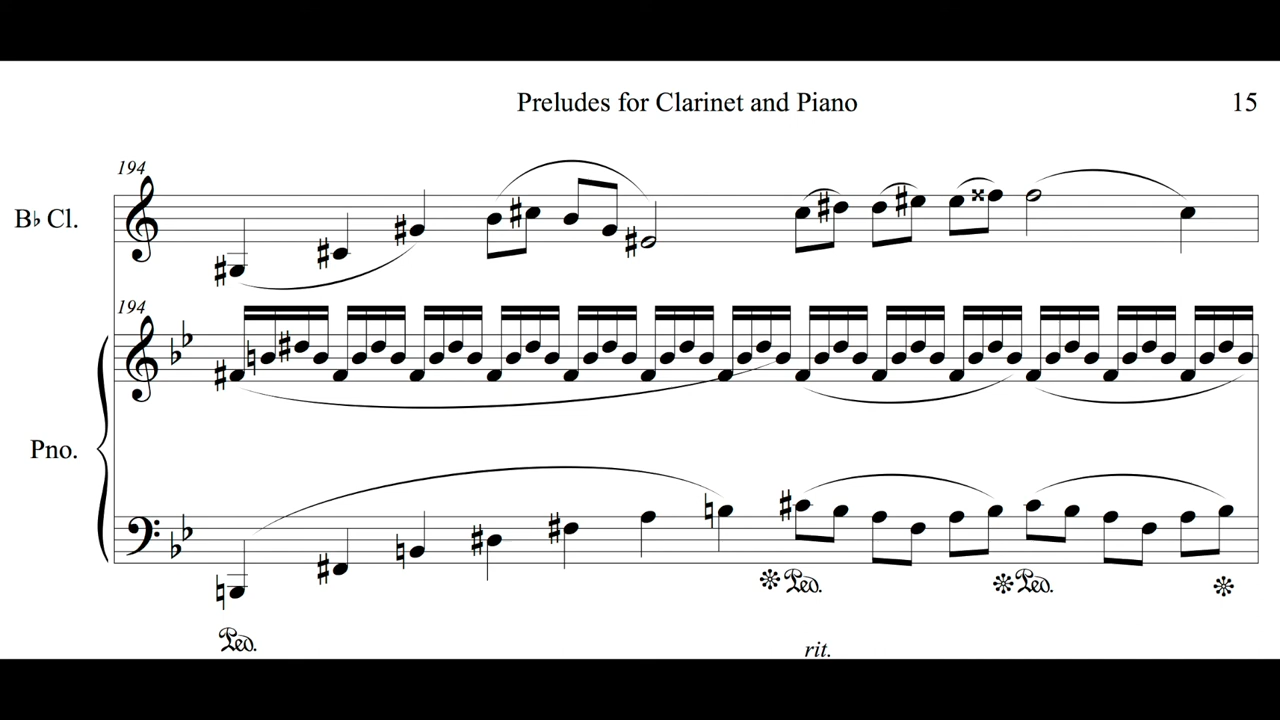 Preludes for Clarinet and Piano 15
194
B♭ Cl.
194
Pno.
Ped.
Ped.
Ped.
rit.